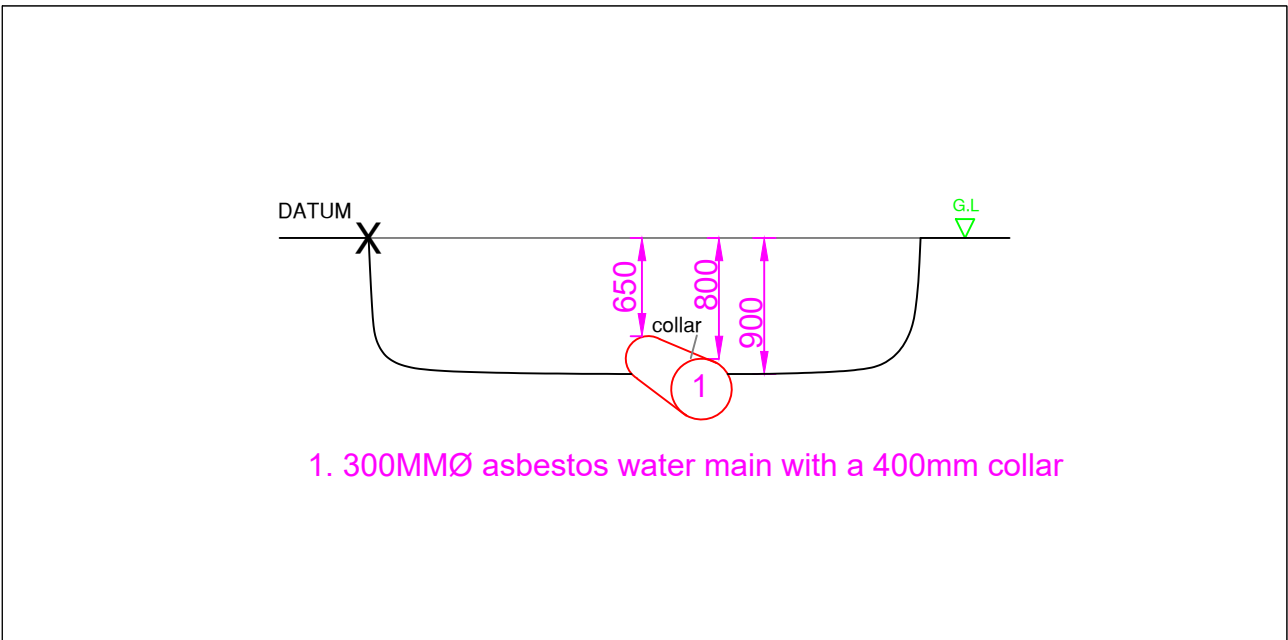 DATUM
G.L
650
800
900
collar
1
1. 300MMØ asbestos water main with a 400mm collar